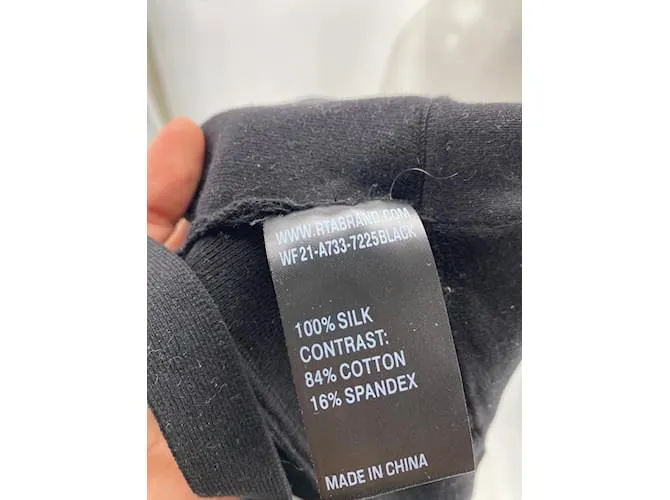 WWW.RTABRAND.COM
WF21-A733-7225BLACK
100% SILK
CONTRAST:
84% COTTON
16% SPANDEX
MADE IN CHINA